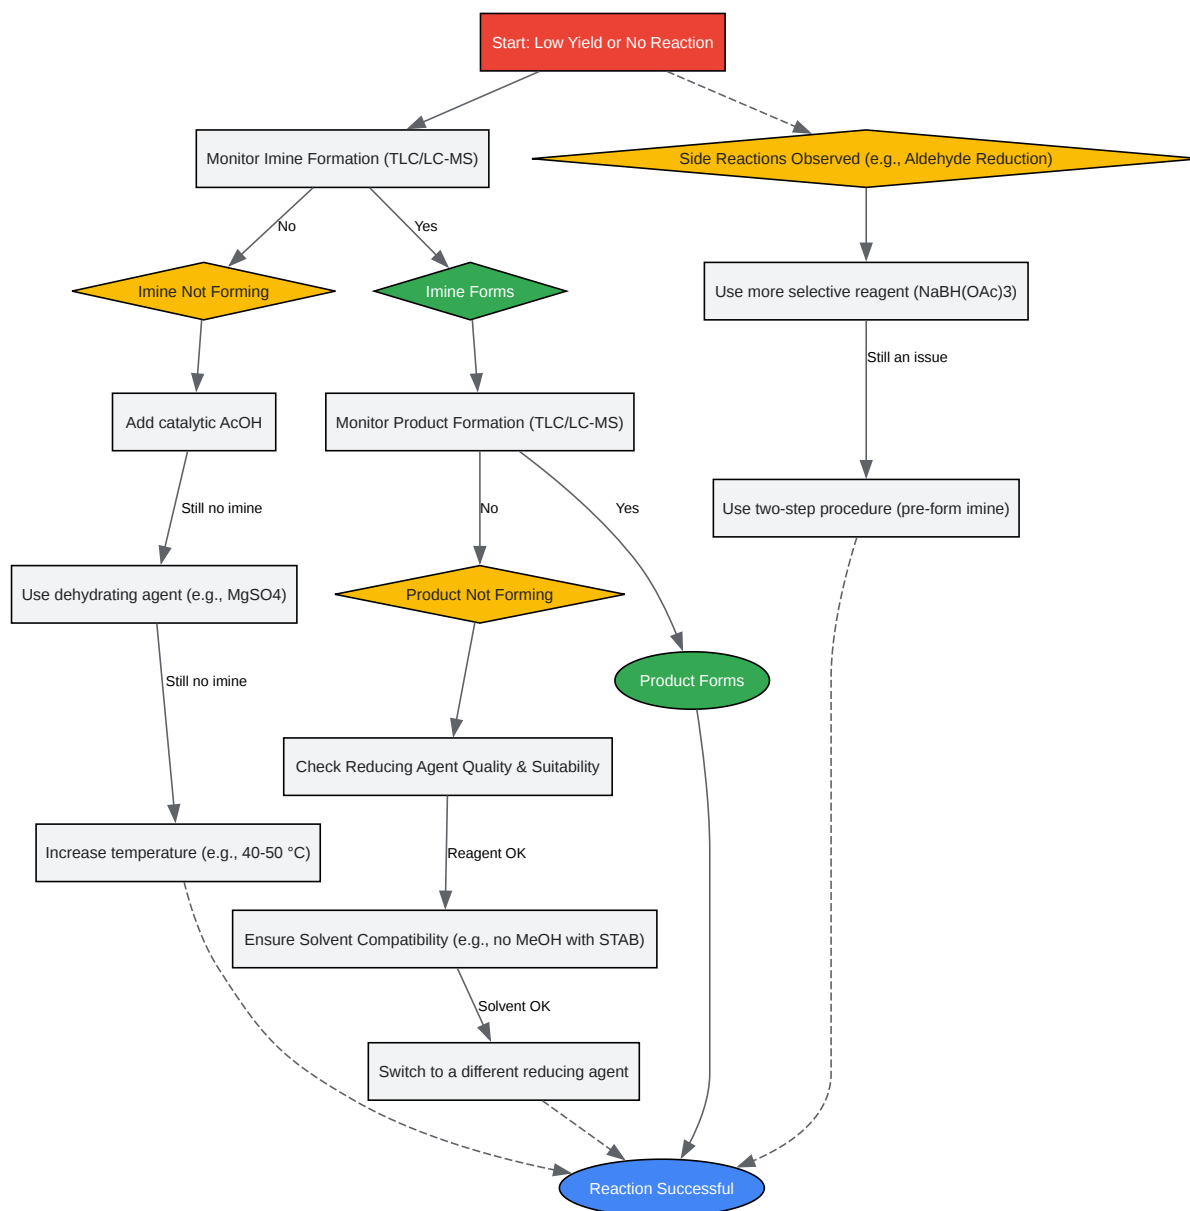 Start: Low Yield or No Reaction
Monitor Imine Formation (TLC/LC-MS)
Side Reactions Observed (e.g., Aldehyde Reduction)
No
Yes
Imine Not Forming
Imine Forms
Use more selective reagent (NaBH(OAc)3)
Still an issue
Add catalytic AcOH
Monitor Product Formation (TLC/LC-MS)
Still no imine
No
Yes
Use two-step procedure (pre-form imine)
Use dehydrating agent (e.g., MgSO4)
Product Not Forming
Still no imine
Product Forms
Check Reducing Agent Quality & Suitability
Increase temperature (e.g., 40-50 °C)
Reagent OK
Ensure Solvent Compatibility (e.g., no MeOH with STAB)
Solvent OK
Switch to a different reducing agent
Reaction Successful